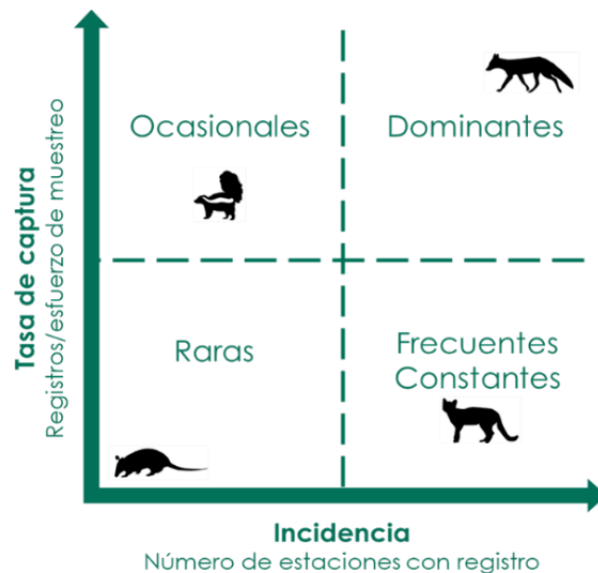 Ocasionales
Dominantes
Raras
Frecuentes
Constantes
Tasa de captura
Registros/esfuerzo de muestreo
Incidencia
Número de estaciones con registro